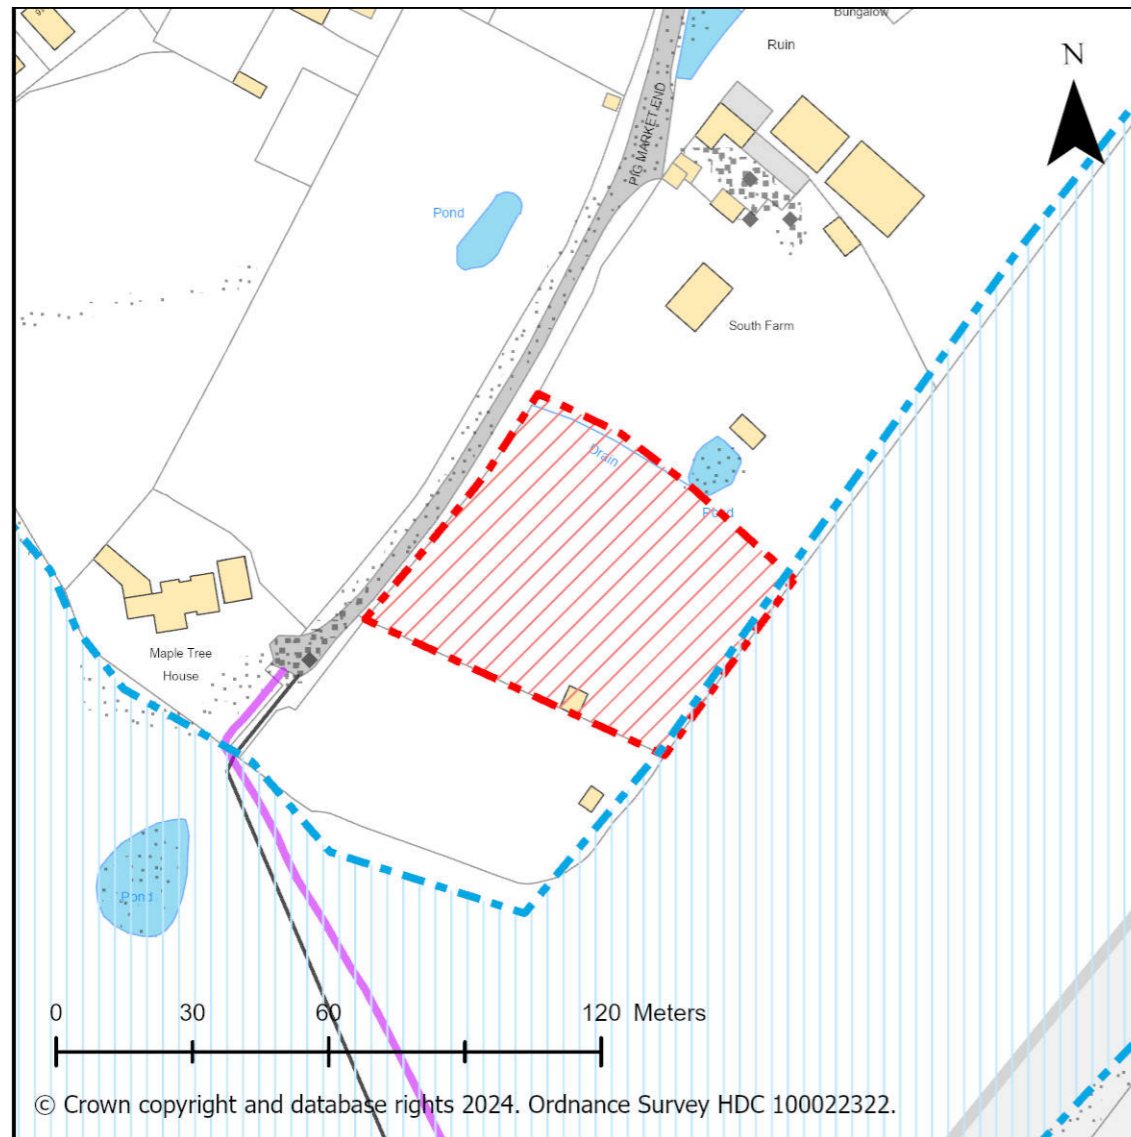 Bungalow
Ruin
N
PIG MARKET END
Pond
South Farm
Drain
Pond
Maple Tree
House
Pond
0 30 60 120 Meters
© Crown copyright and database rights 2024. Ordnance Survey HDC 100022322.